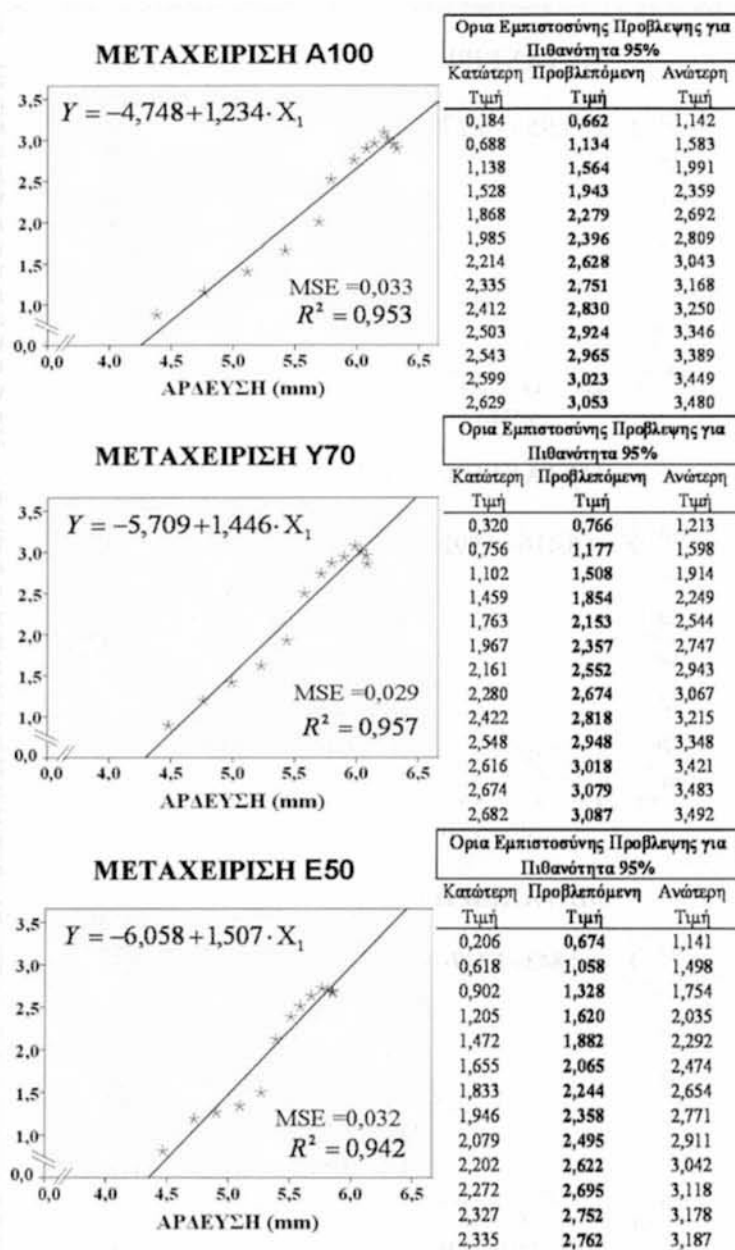 ΜΕΤΑΧΕΙΡΙΣΗ Α100
Y = −4,748+1,234· X₁
3,5
3,0
2,5
2,0
1,5
1,0
0,0
MSE =0,033
R² = 0,953
0,0 4,0 4,5 5,0 5,5 6,0 6,5
ΑΡΔΕΥΣΗ (mm)
Ορια Εμπιστοσύνης Πρoβλεψης για
Πιθανότητα 95%
Κατώτερη Προβλεπόμενη Ανώτερη
Τιμή Τιμή Τιμή
0,184 0,662 1,142
0,688 1,134 1,583
1,138 1,564 1,991
1,528 1,943 2,359
1,868 2,279 2,692
1,985 2,396 2,809
2,214 2,628 3,043
2,335 2,751 3,168
2,412 2,830 3,250
2,503 2,924 3,346
2,543 2,965 3,389
2,599 3,023 3,449
2,629 3,053 3,480
ΜΕΤΑΧΕΙΡΙΣΗ Υ70
Y = −5,709+1,446· X₁
3,5
3,0
2,5
2,0
1,5
1,0
0,0
MSE =0,029
R² = 0,957
0,0 4,0 4,5 5,0 5,5 6,0 6,5
ΑΡΔΕΥΣΗ (mm)
Ορια Εμπιστοσύνης Πρoβλεψης για
Πιθανότητα 95%
Κατώτερη Προβλεπόμενη Ανώτερη
Τιμή Τιμή Τιμή
0,320 0,766 1,213
0,756 1,177 1,598
1,102 1,508 1,914
1,459 1,854 2,249
1,763 2,153 2,544
1,967 2,357 2,747
2,161 2,552 2,943
2,280 2,674 3,067
2,422 2,818 3,215
2,548 2,948 3,348
2,616 3,018 3,421
2,674 3,079 3,483
2,682 3,087 3,492
ΜΕΤΑΧΕΙΡΙΣΗ Ε50
Y = −6,058+1,507· X₁
3,5
3,0
2,5
2,0
1,5
1,0
0,0
MSE =0,032
R² = 0,942
0,0 4,0 4,5 5,0 5,5 6,0 6,5
ΑΡΔΕΥΣΗ (mm)
Ορια Εμπιστοσύνης Πρoβλεψης για
Πιθανότητα 95%
Κατώτερη Προβλεπόμενη Ανώτερη
Τιμή Τιμή Τιμή
0,206 0,674 1,141
0,618 1,058 1,498
0,902 1,328 1,754
1,205 1,620 2,035
1,472 1,882 2,292
1,655 2,065 2,474
1,833 2,244 2,654
1,946 2,358 2,771
2,079 2,495 2,911
2,202 2,622 3,042
2,272 2,695 3,118
2,327 2,752 3,178
2,335 2,762 3,187